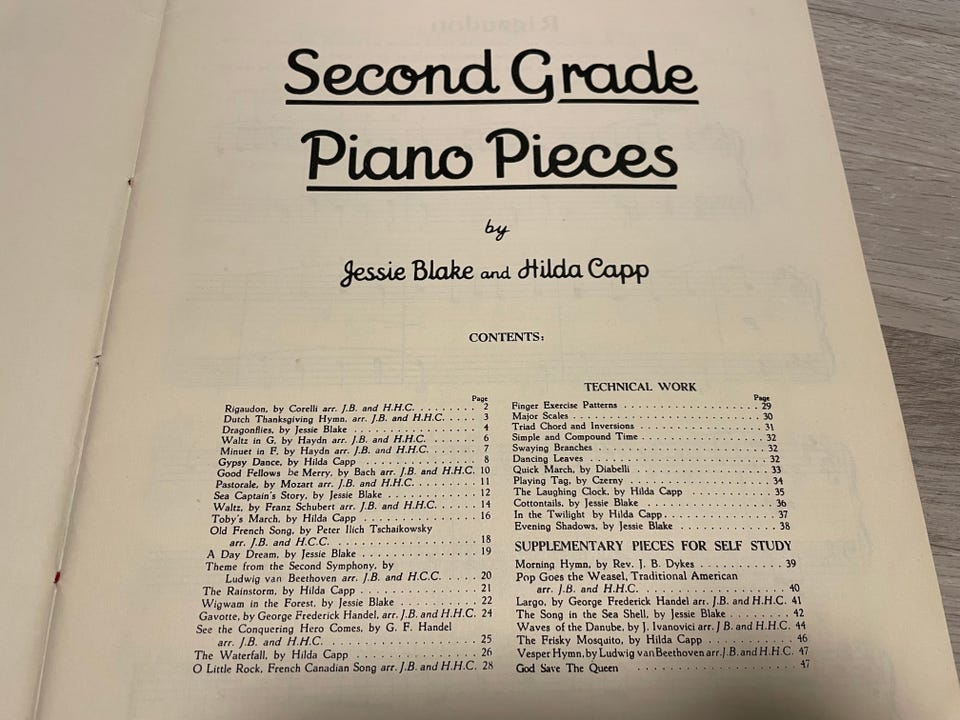 Second Grade
Piano Pieces
by
Jessie Blake and Hilda Capp
CONTENTS:
Page
Rigaudon, by Corelli arr. J.B. and H.H.C. . . . . . . . . 2
Dutch Thanksgiving Hymn, arr. J.B. and H.H.C. . . . . . 3
Dragonflies, by Jessie Blake . . . . . . . . . . . . . . . . 4
Waltz in G, by Haydn arr. J.B. and H.H.C. . . . . . . . 6
Minuet in F, by Haydn arr. J.B. and H.H.C. . . . . . . . 7
Gypsy Dance, by Hilda Capp . . . . . . . . . . . . . . . 8
Good Fellows be Merry, by Bach arr. J.B. and H.H.C. 10
Pastorale, by Mozart arr. J.B. and H.H.C. . . . . . . . . 11
Sea Captain's Story, by Jessie Blake . . . . . . . . . . . 12
Waltz, by Franz Schubert arr. J.B. and H.H.C. . . . . . 14
Toby's March, by Hilda Capp . . . . . . . . . . . . . . 16
Old French Song, by Peter Ilich Tschaikowsky
arr. J.B. and H.C.C. . . . . . . . . . . . . . . . 18
A Day Dream, by Jessie Blake . . . . . . . . . . . . . . 19
Theme from the Second Symphony, by
Ludwig van Beethoven arr. J.B. and H.C.C. . . . . 20
The Rainstorm, by Hilda Capp . . . . . . . . . . . . . . 21
Wigwam in the Forest, by Jessie Blake . . . . . . . . . 22
Gavotte, by George Frederick Handel, arr. J.B. and H.H.C. 24
See the Conquering Hero Comes, by G. F. Handel
arr. J.B. and H.H.C. . . . . . . . . . . . . . . . 25
The Waterfall, by Hilda Capp . . . . . . . . . . . . . . 26
O Little Rock, French Canadian Song arr. J.B. and H.H.C. 28
TECHNICAL WORK
Page
Finger Exercise Patterns . . . . . . . . . . . . . . . . . 29
Major Scales . . . . . . . . . . . . . . . . . . . . . . . 30
Triad Chord and Inversions . . . . . . . . . . . . . . . 31
Simple and Compound Time . . . . . . . . . . . . . . . 32
Swaying Branches . . . . . . . . . . . . . . . . . . . . 32
Dancing Leaves . . . . . . . . . . . . . . . . . . . . . 32
Quick March, by Diabelli . . . . . . . . . . . . . . . . 33
Playing Tag, by Czerny . . . . . . . . . . . . . . . . . 34
The Laughing Clock, by Hilda Capp . . . . . . . . . . . 35
Cottontails, by Jessie Blake . . . . . . . . . . . . . . . 36
In the Twilight by Hilda Capp . . . . . . . . . . . . . . 37
Evening Shadows, by Jessie Blake . . . . . . . . . . . . 38
SUPPLEMENTARY PIECES FOR SELF STUDY
Morning Hymn, by Rev. J. B. Dykes . . . . . . . . . . . 39
Pop Goes the Weasel, Traditional American
arr. J.B. and H.H.C. . . . . . . . . . . . . . . . 40
Largo, by George Frederick Handel arr. J.B. and H.H.C. 41
The Song in the Sea Shell, by Jessie Blake . . . . . . . 42
Waves of the Danube, by J. Ivanovici arr J.B. and H.H.C. 44
The Frisky Mosquito, by Hilda Capp . . . . . . . . . . . 46
Vesper Hymn, by Ludwig van Beethoven arr. J.B. and H.H.C. 47
God Save The Queen . . . . . . . . . . . . . . . . . . 47